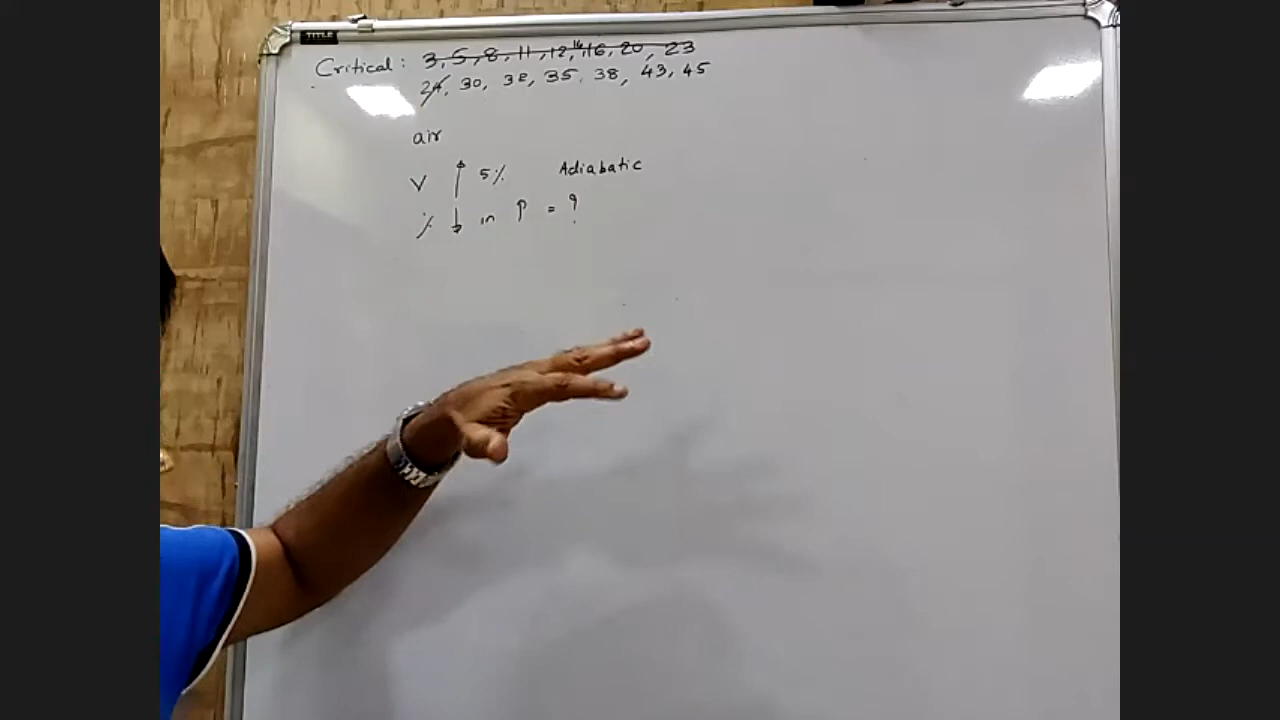 TITLE
Critical : 3, 5, 8, 11, 12, 14, 16, 20, 23
24, 30, 32, 35, 38, 43, 45
air
V ↑ 5% Adiabatic
% ↓ in P = ?